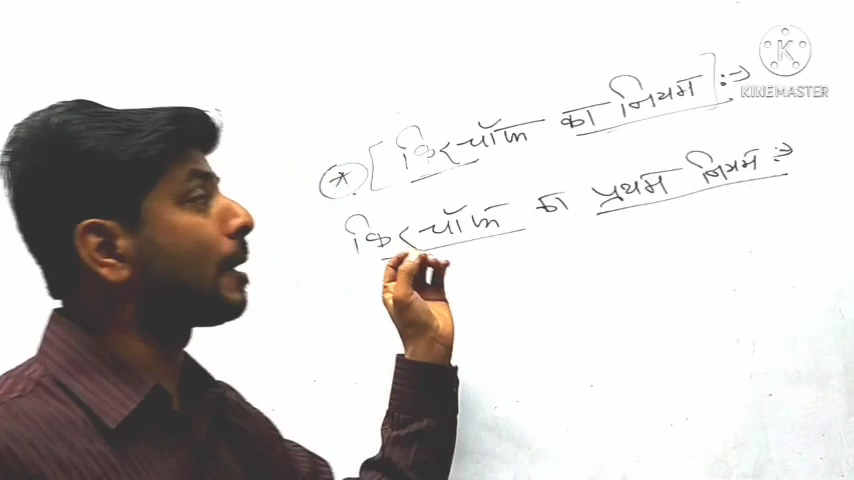 * [ किरचॉफ का नियम ] :→
किरचॉफ का प्रथम नियम :→
K
KINEMASTER